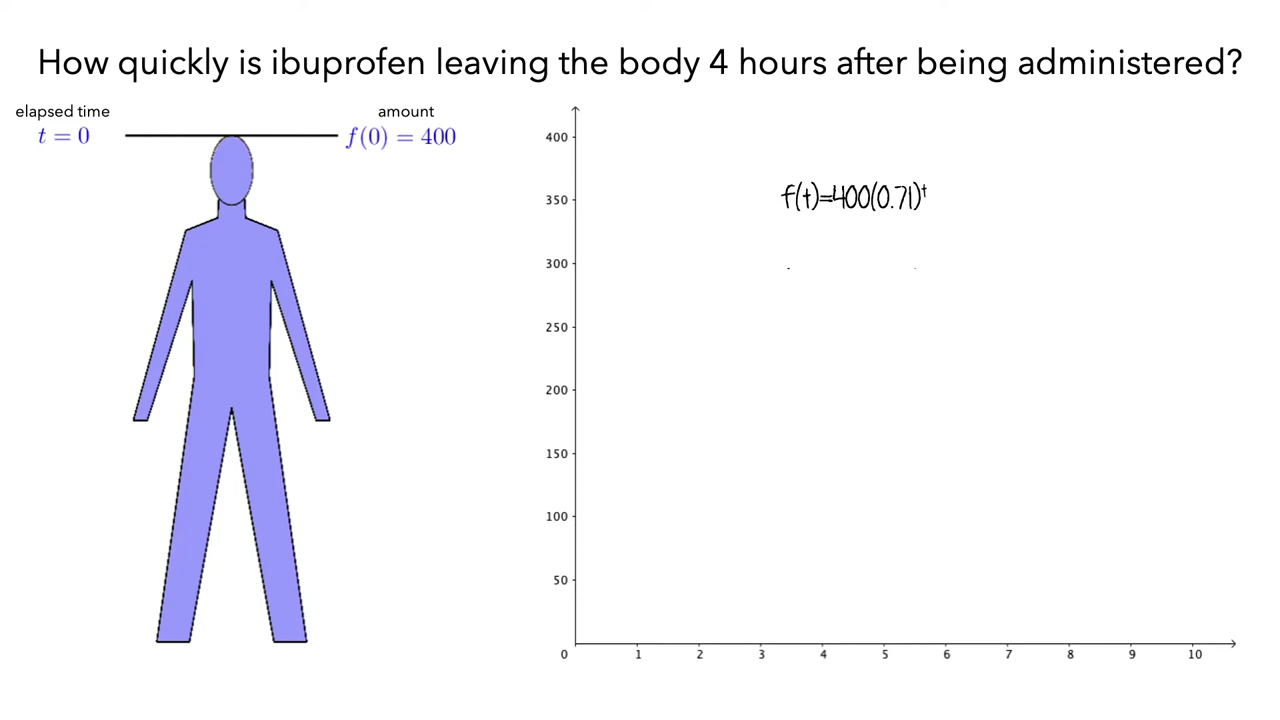 How quickly is ibuprofen leaving the body 4 hours after being administered?
elapsed time
t = 0
amount
f(0) = 400
f(t)=400(0.71)^t
400
350
300
250
200
150
100
50
0
1 2 3 4 5 6 7 8 9 10